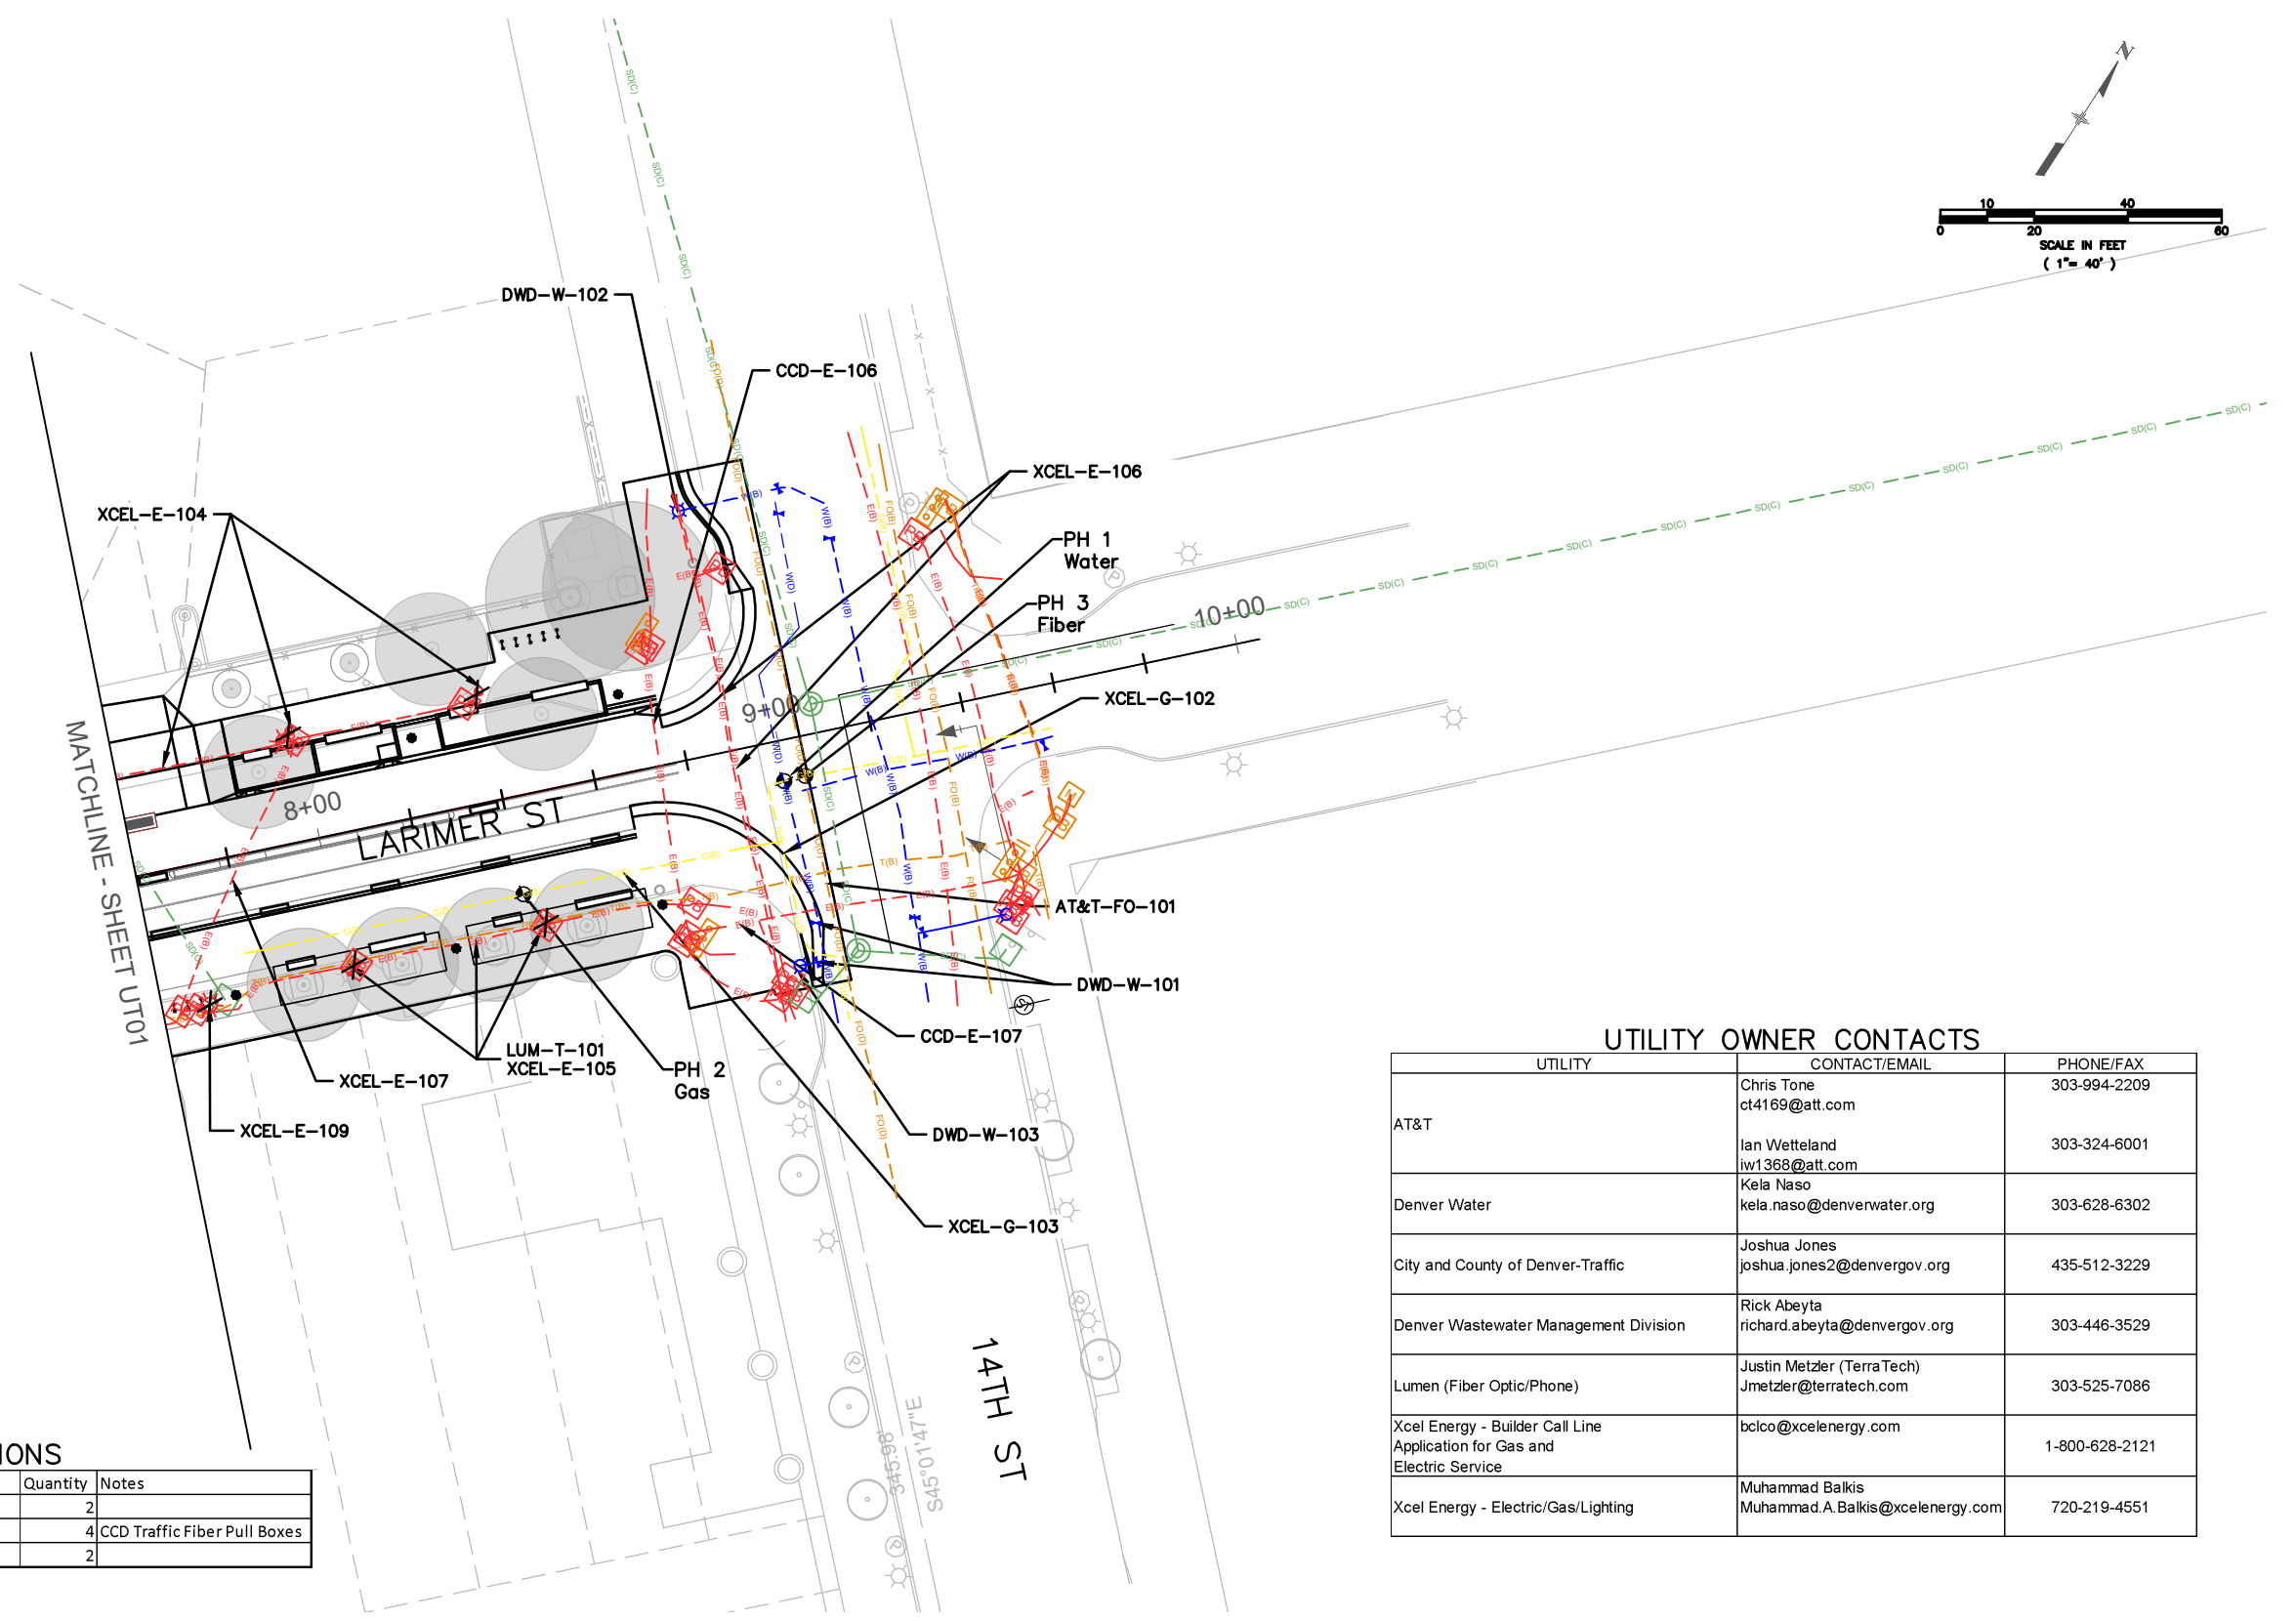 N
10 40
0 20 60
SCALE IN FEET
( 1"= 40' )
DWD-W-102
CCD-E-106
XCEL-E-106
XCEL-E-104
PH 1
Water
PH 3
Fiber
10+00
XCEL-G-102
9+00
8+00
LARIMER ST
MATCHLINE - SHEET UT01
AT&T-FO-101
DWD-W-101
CCD-E-107
LUM-T-101
XCEL-E-105
PH 2
Gas
XCEL-E-107
XCEL-E-109
DWD-W-103
XCEL-G-103
14TH ST
345.98'
S45°01'47"E
SD(C)
FO(D)
W(B)
W(D)
E(B)
FO(B)
G(B)
T(B)
UTILITY OWNER CONTACTS
UTILITY CONTACT/EMAIL PHONE/FAX
AT&T
Chris Tone 303-994-2209
ct4169@att.com
Ian Wetteland 303-324-6001
iw1368@att.com
Kela Naso
Denver Water kela.naso@denverwater.org 303-628-6302
Joshua Jones
City and County of Denver-Traffic joshua.jones2@denvergov.org 435-512-3229
Rick Abeyta
Denver Wastewater Management Division richard.abeyta@denvergov.org 303-446-3529
Justin Metzler (TerraTech)
Lumen (Fiber Optic/Phone) Jmetzler@terratech.com 303-525-7086
Xcel Energy - Builder Call Line bclco@xcelenergy.com
Application for Gas and 1-800-628-2121
Electric Service
Muhammad Balkis
Xcel Energy - Electric/Gas/Lighting Muhammad.A.Balkis@xcelenergy.com 720-219-4551
IONS
Quantity Notes
2
4 CCD Traffic Fiber Pull Boxes
2